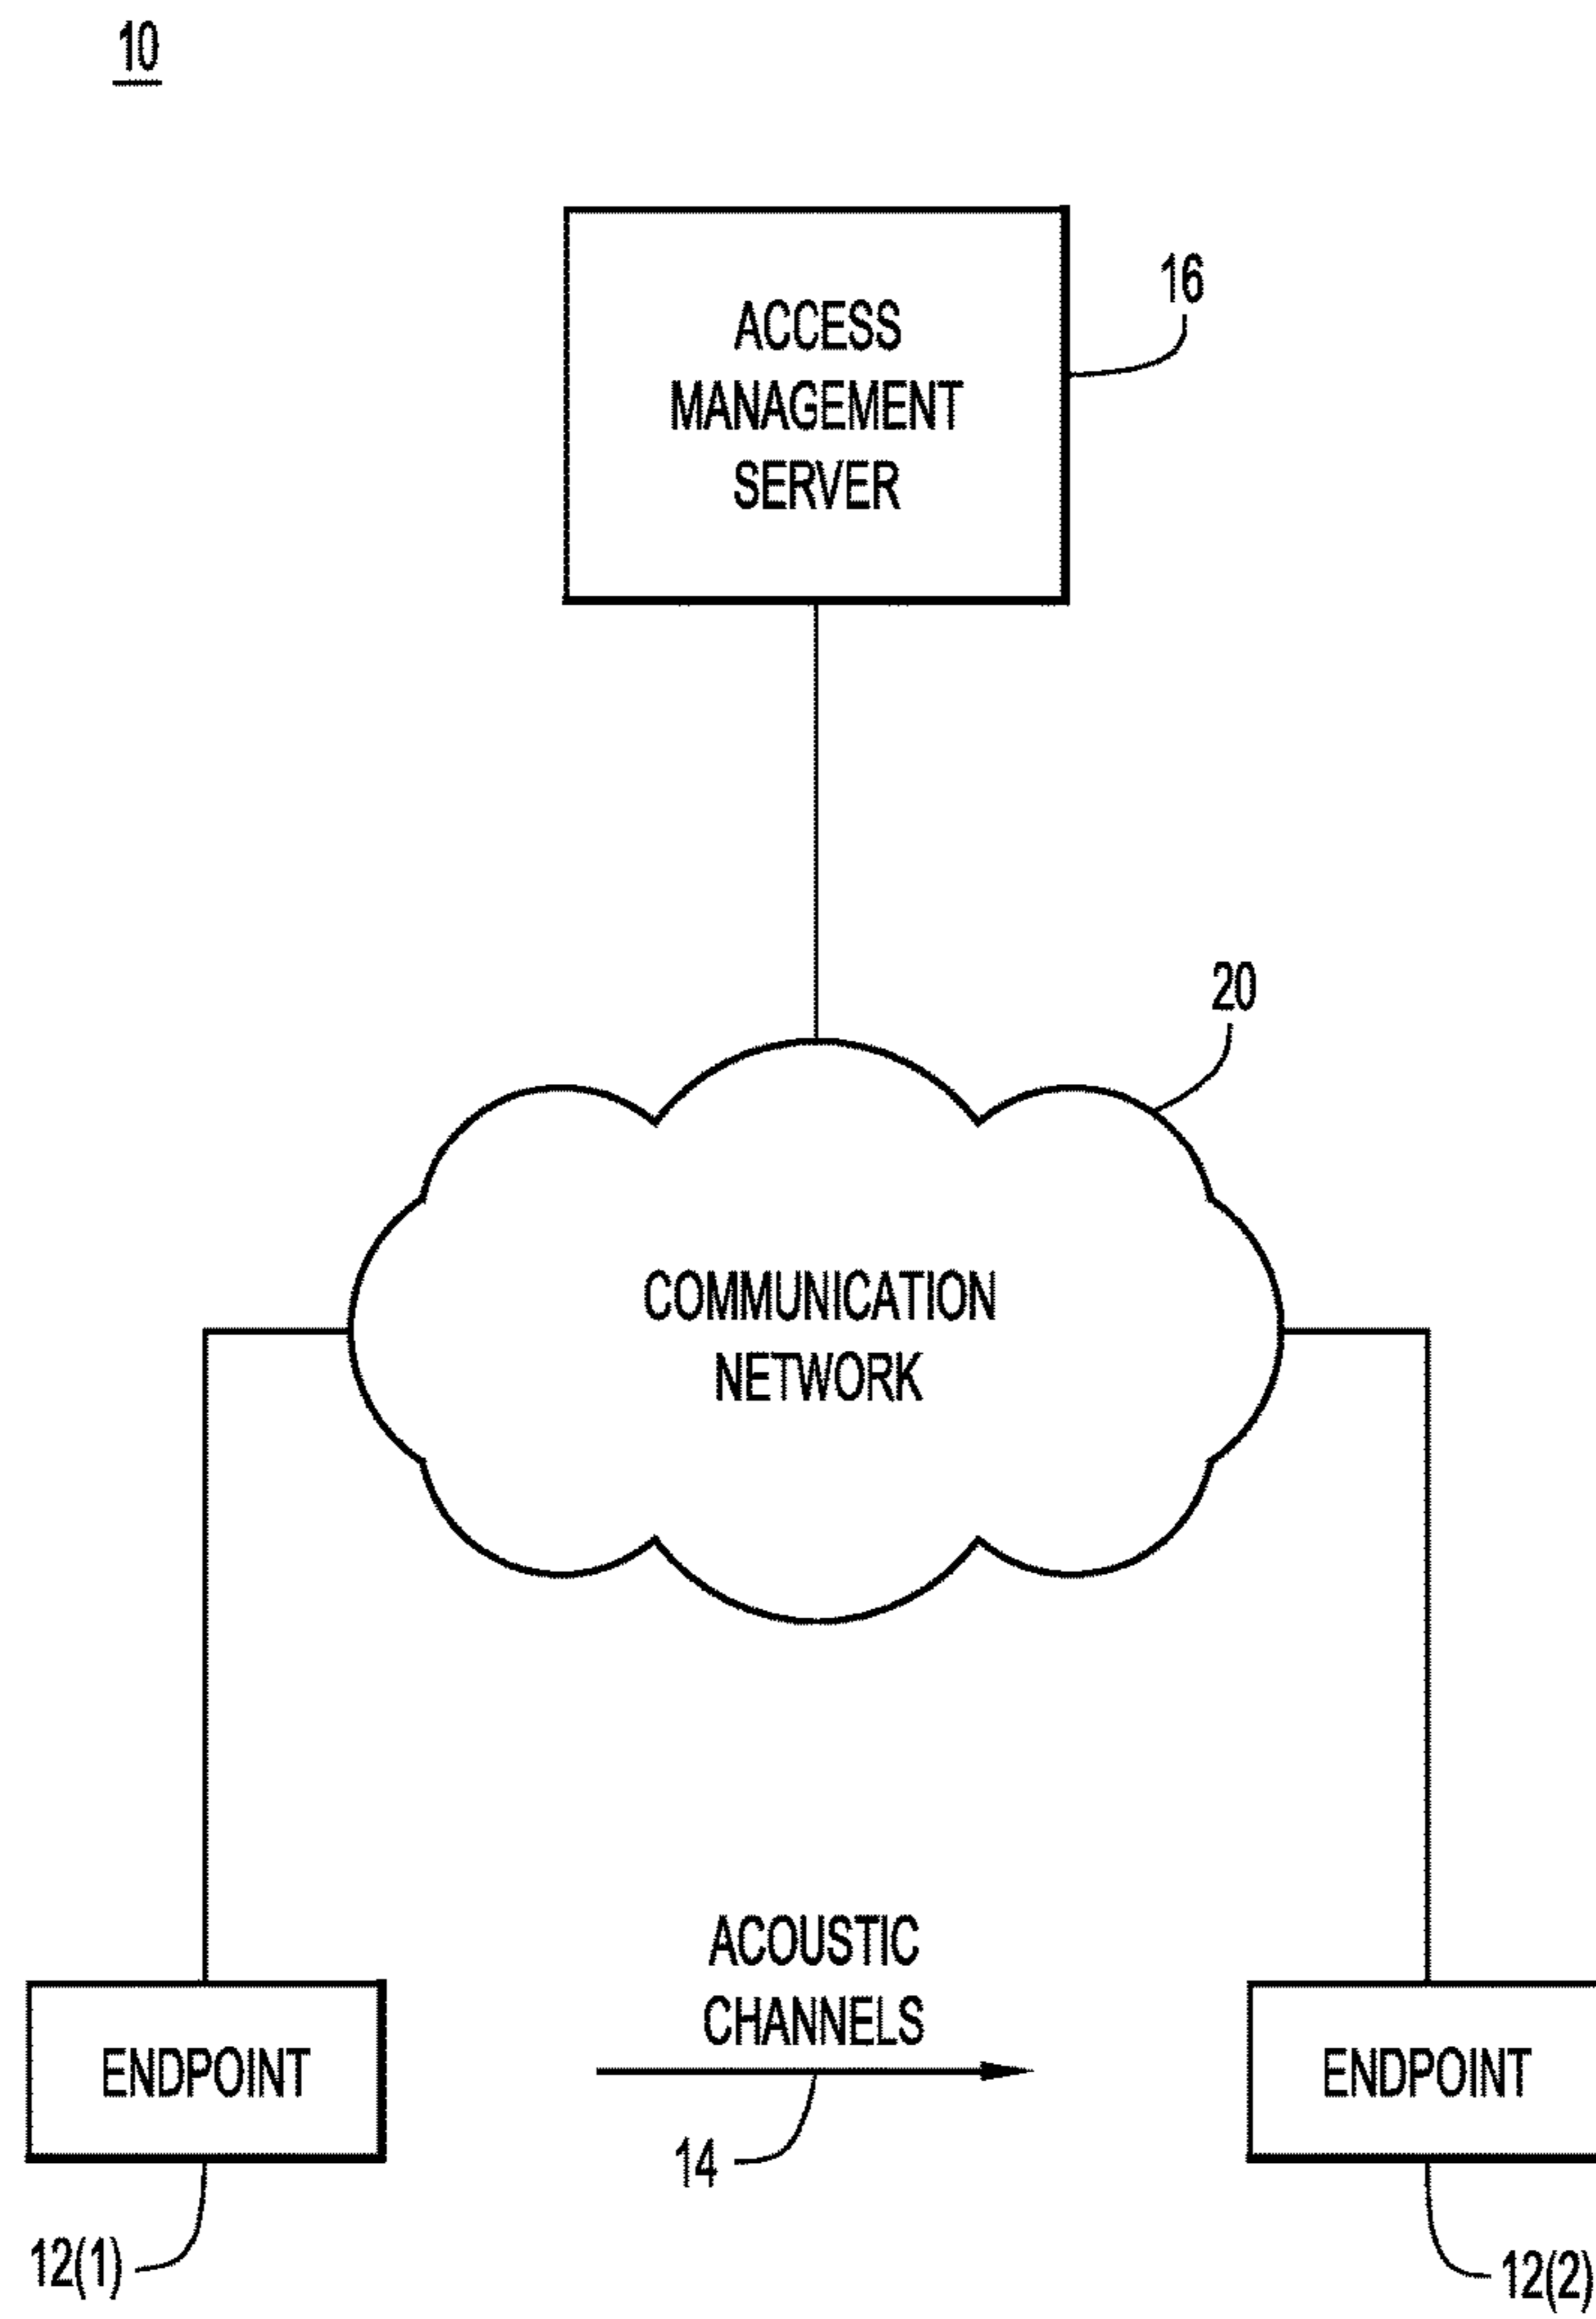 10
ACCESS
MANAGEMENT
SERVER
16
20
COMMUNICATION
NETWORK
ACOUSTIC
CHANNELS
ENDPOINT
ENDPOINT
14
12(1)
12(2)